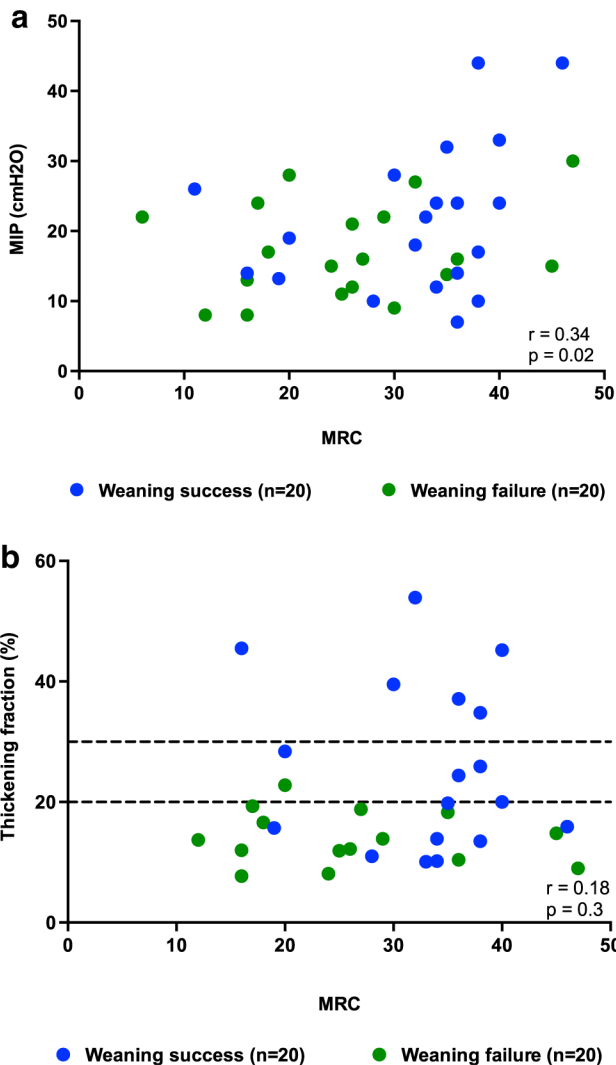 a
50
40
30
20
10
0
MIP (cmH2O)
0 10 20 30 40 50
MRC
r = 0.34
p = 0.02
Weaning success (n=20) Weaning failure (n=20)
b
60
40
20
0
Thickening fraction (%)
0 10 20 30 40 50
MRC
r = 0.18
p = 0.3
Weaning success (n=20) Weaning failure (n=20)